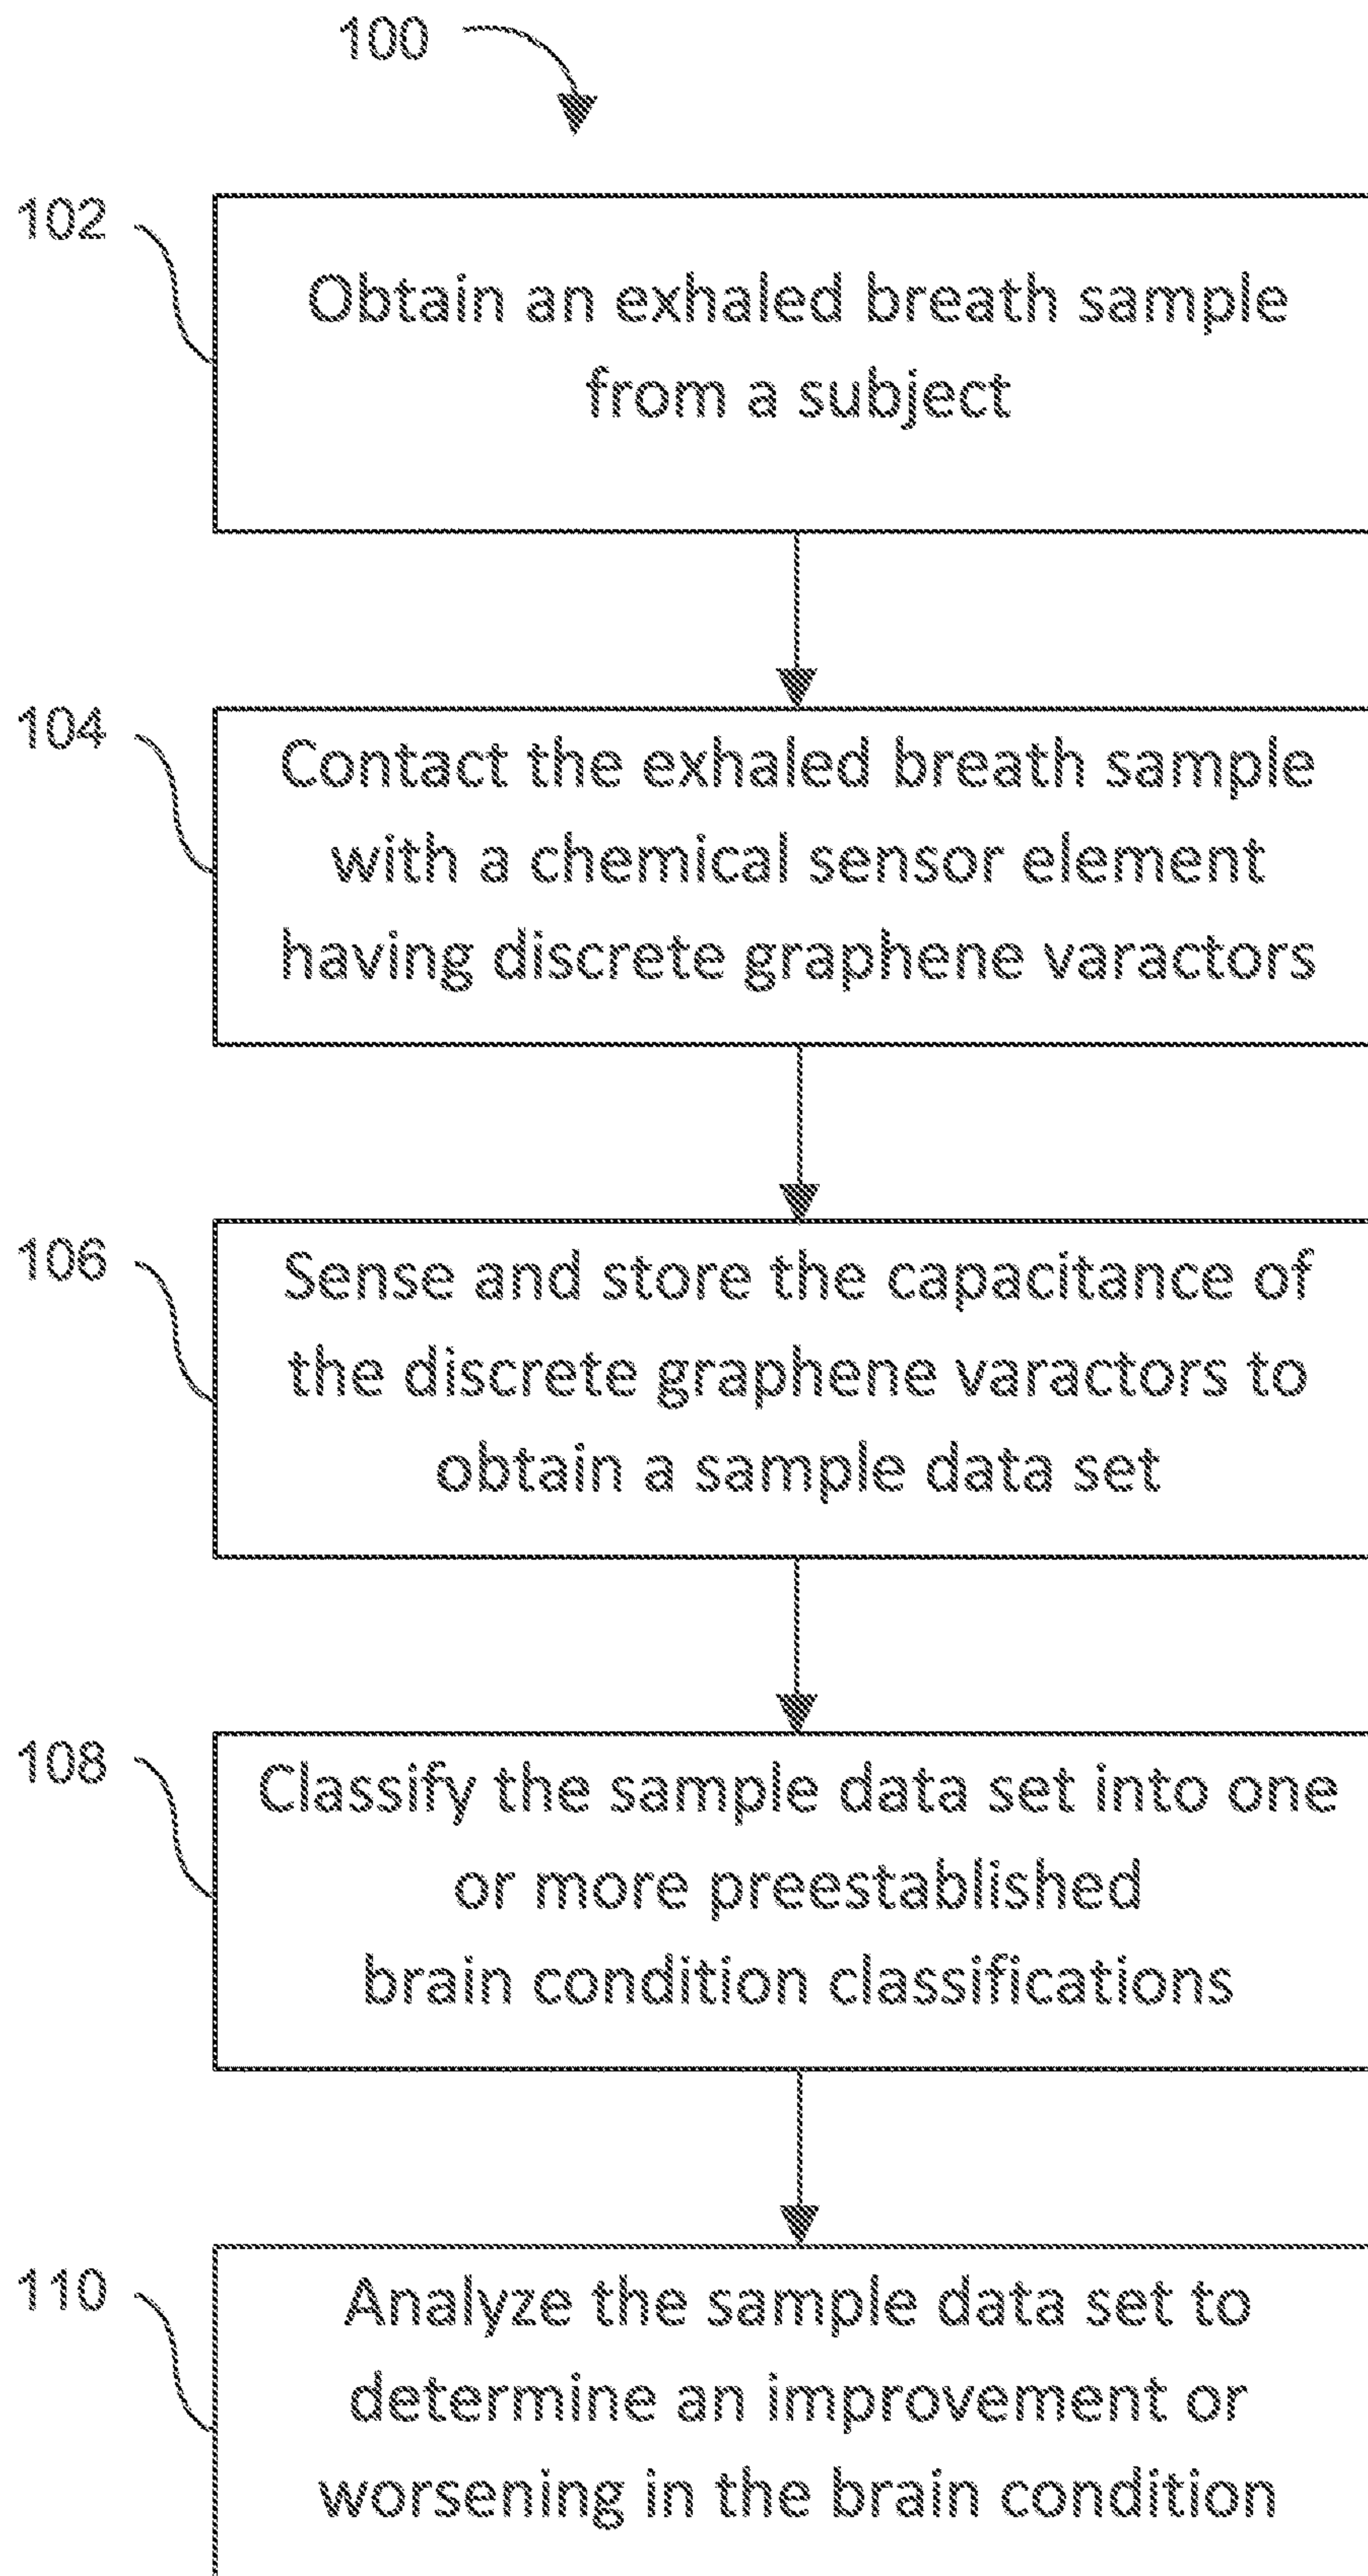 100
102
Obtain an exhaled breath sample
from a subject
104
Contact the exhaled breath sample
with a chemical sensor element
having discrete graphene varactors
106
Sense and store the capacitance of
the discrete graphene varactors to
obtain a sample data set
108
Classify the sample data set into one
or more preestablished
brain condition classifications
110
Analyze the sample data set to
determine an improvement or
worsening in the brain condition